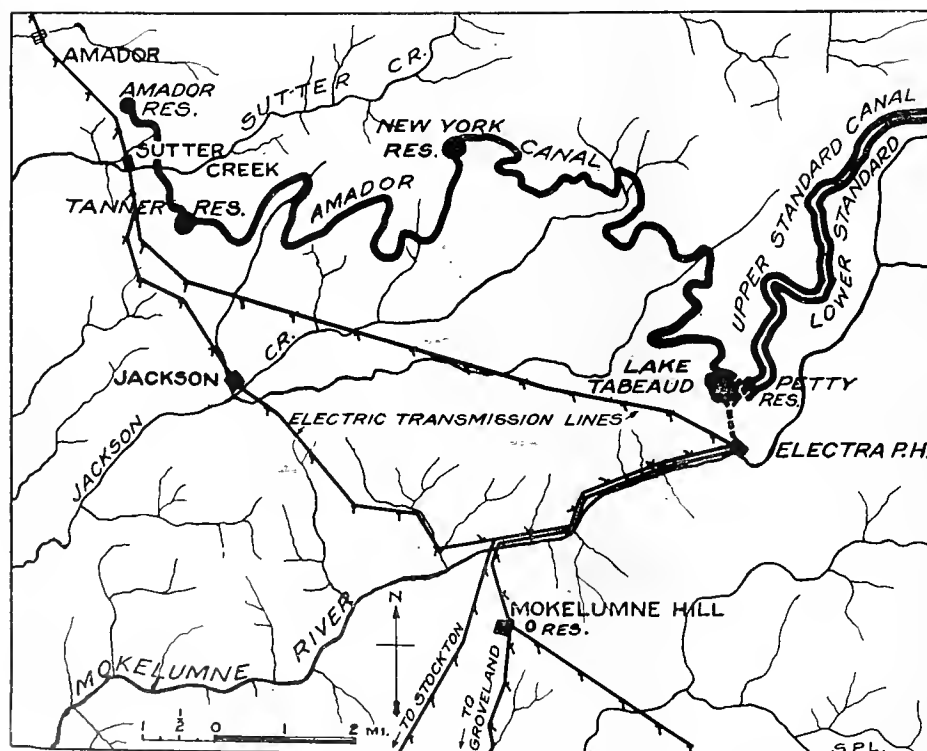 AMADOR
AMADOR
RES.
SUTTER CR.
SUTTER
CREEK
NEW YORK
RES.
CANAL
AMADOR
TANNER RES.
UPPER STANDARD CANAL
LOWER STANDARD
JACKSON
CR.
LAKE
TABEAUD
PETTY
RES.
ELECTRIC TRANSMISSION LINES
ELECTRA P.H.
JACKSON
N
MOKELUMNE HILL
RES.
MOKELUMNE RIVER
TO STOCKTON
TO
GROVELAND
1 1/2 0 1 2 MI.
S.P.L.